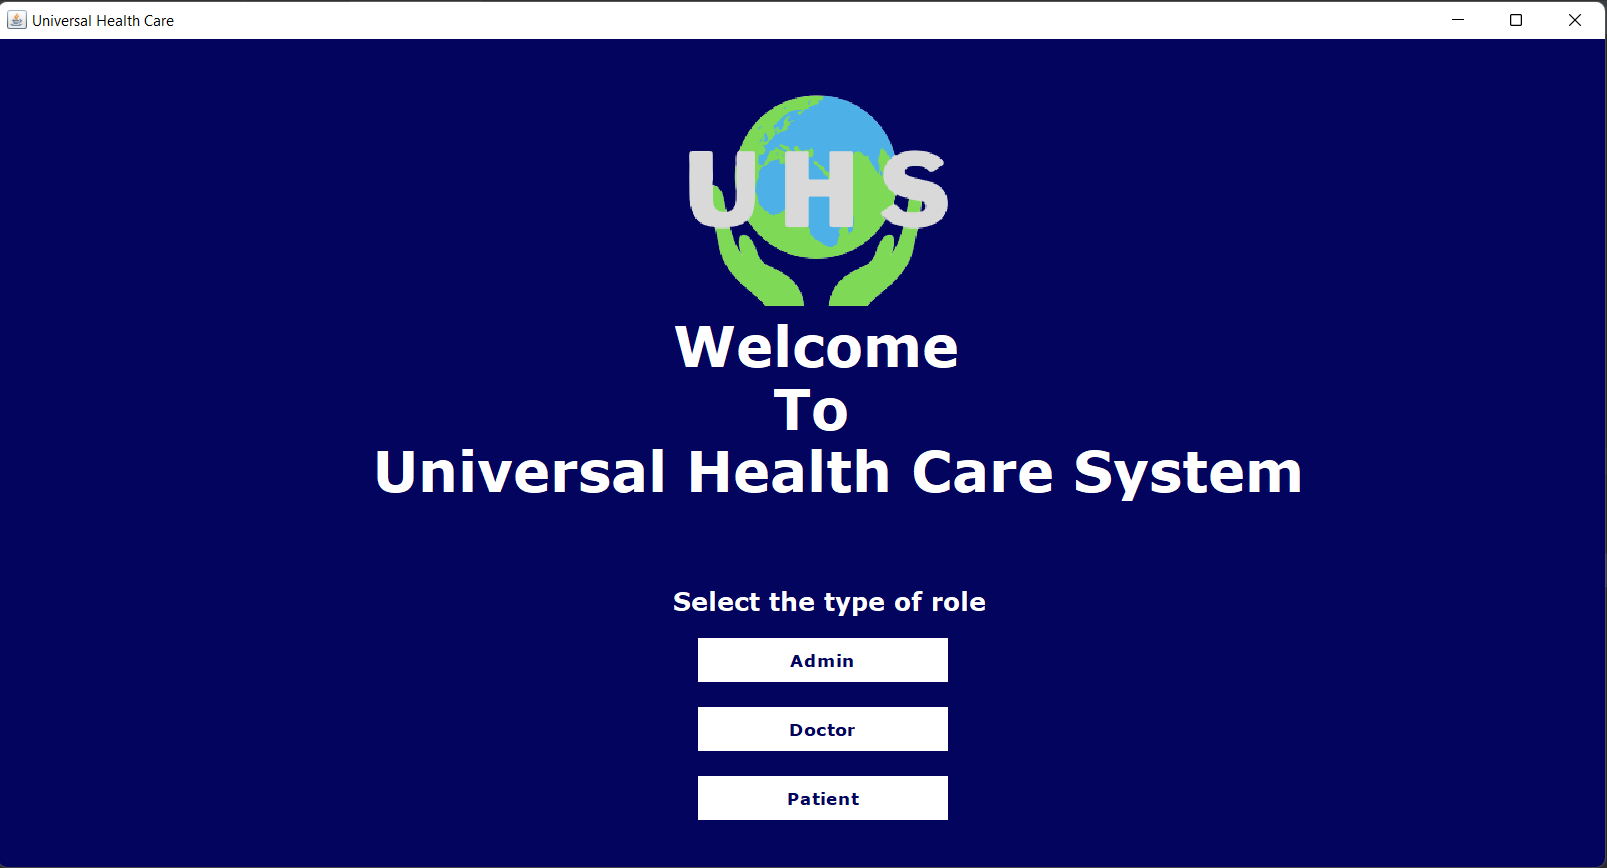 Universal Health Care
UHS
Welcome
To
Universal Health Care System
Select the type of role
Admin
Doctor
Patient